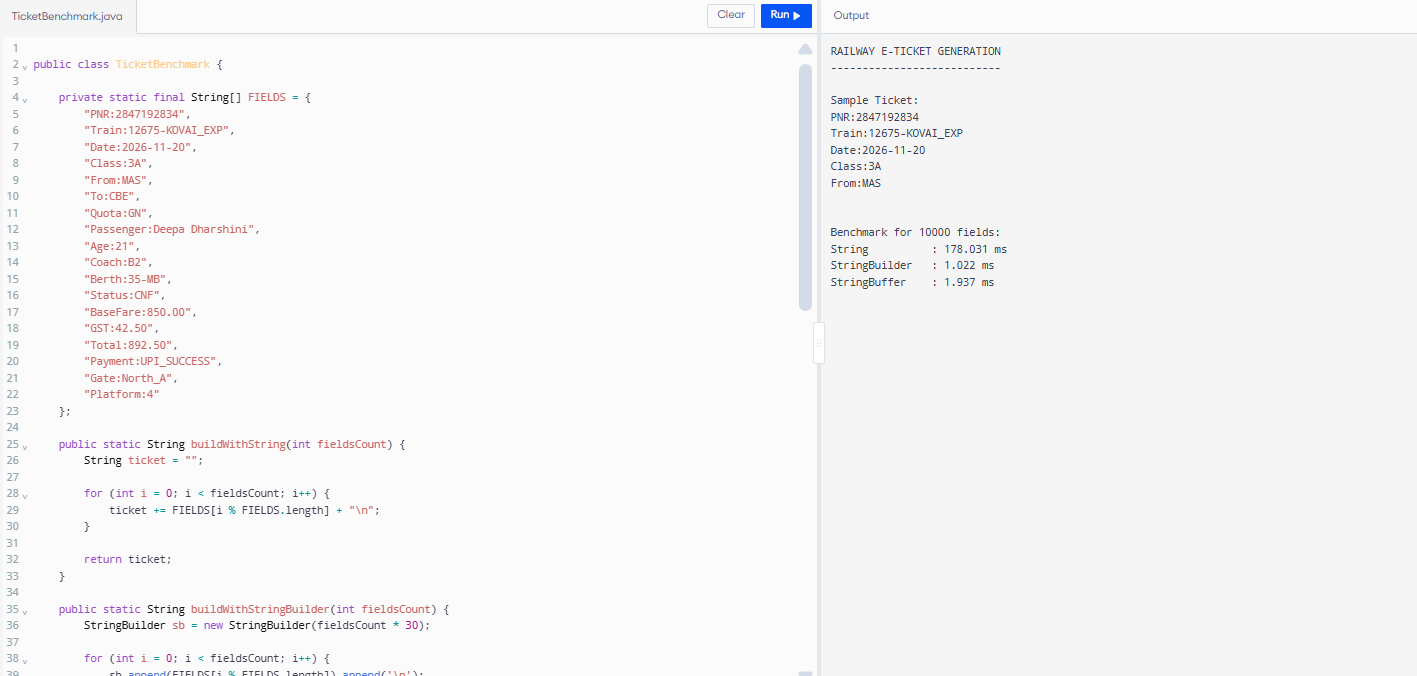 TicketBenchmark.java
Clear
Run
Output
1
2 public class TicketBenchmark {
3
4 private static final String[] FIELDS = {
5 "PNR:2847192834",
6 "Train:12675-KOVAI_EXP",
7 "Date:2026-11-20",
8 "Class:3A",
9 "From:MAS",
10 "To:CBE",
11 "Quota:GN",
12 "Passenger:Deepa Dharshini",
13 "Age:21",
14 "Coach:B2",
15 "Berth:35-MB",
16 "Status:CNF",
17 "BaseFare:850.00",
18 "GST:42.50",
19 "Total:892.50",
20 "Payment:UPI_SUCCESS",
21 "Gate:North_A",
22 "Platform:4"
23 };
24
25 public static String buildWithString(int fieldsCount) {
26 String ticket = "";
27
28 for (int i = 0; i < fieldsCount; i++) {
29 ticket += FIELDS[i % FIELDS.length] + "\n";
30 }
31
32 return ticket;
33 }
34
35 public static String buildWithStringBuilder(int fieldsCount) {
36 StringBuilder sb = new StringBuilder(fieldsCount * 30);
37
38 for (int i = 0; i < fieldsCount; i++) {
39 sb.append(FIELDS[i % FIELDS.length]).append('\n');
RAILWAY E-TICKET GENERATION
---------------------------
Sample Ticket:
PNR:2847192834
Train:12675-KOVAI_EXP
Date:2026-11-20
Class:3A
From:MAS
Benchmark for 10000 fields:
String : 178.031 ms
StringBuilder : 1.022 ms
StringBuffer : 1.937 ms